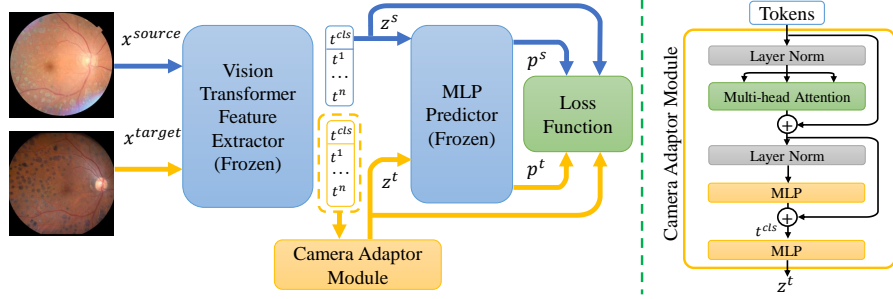 x^source
x^target
Vision
Transformer
Feature
Extractor
(Frozen)
t^cls
t^1
...
t^n
t^cls
t^1
...
t^n
z^s
z^t
Camera Adaptor
Module
MLP
Predictor
(Frozen)
p^s
p^t
Loss
Function
Camera Adaptor Module
Tokens
Layer Norm
Multi-head Attention
+
Layer Norm
MLP
+
t^cls
MLP
z^t